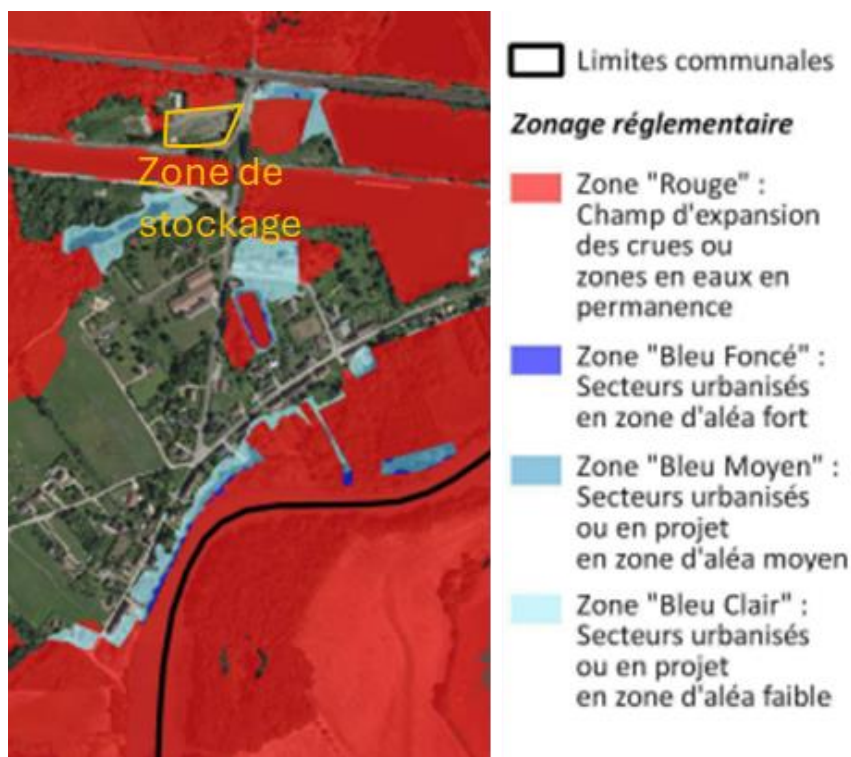 Zone de
stockage
Limites communales
Zonage réglementaire
Zone "Rouge" :
Champ d'expansion
des crues ou
zones en eaux en
permanence
Zone "Bleu Foncé" :
Secteurs urbanisés
en zone d'aléa fort
Zone "Bleu Moyen" :
Secteurs urbanisés
ou en projet
en zone d'aléa moyen
Zone "Bleu Clair" :
Secteurs urbanisés
ou en projet
en zone d'aléa faible